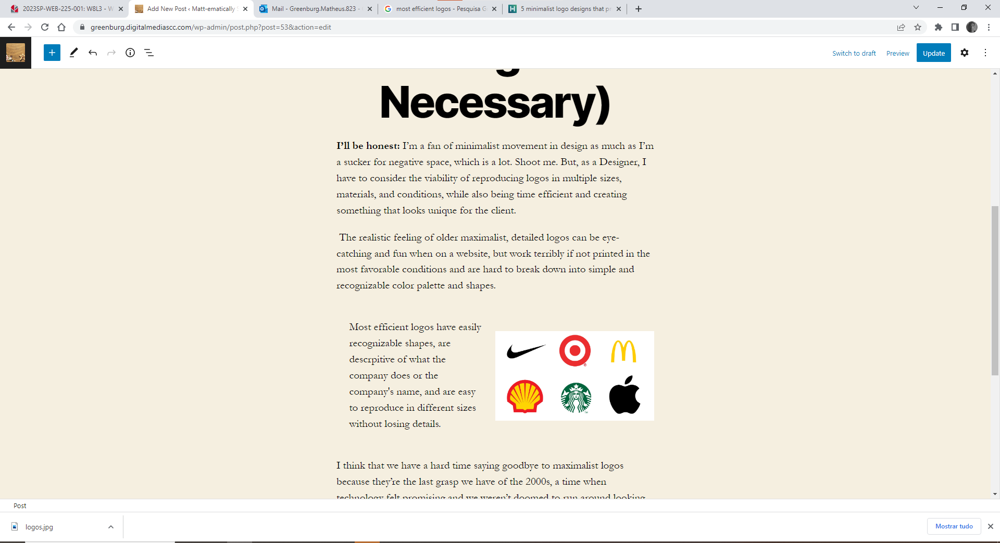 2023SP-WEB-225-001: W8L3 - W
Add New Post ‹ Matt-ematically S
Mail - Greenburg.Matheus.823 -
most efficient logos - Pesquisa G
5 minimalist logo designs that pr
greenburg.digitalmediascc.com/wp-admin/post.php?post=53&action=edit
Switch to draft
Preview
Update
g
Necessary)
I’ll be honest: I’m a fan of minimalist movement in design as much as I’m
a sucker for negative space, which is a lot. Shoot me. But, as a Designer, I
have to consider the viability of reproducing logos in multiple sizes,
materials, and conditions, while also being time efficient and creating
something that looks unique for the client.
The realistic feeling of older maximalist, detailed logos can be eye-
catching and fun when on a website, but work terribly if not printed in the
most favorable conditions and are hard to break down into simple and
recognizable color palette and shapes.
Most efficient logos have easily
recognizable shapes, are
descrpitive of what the
company does or the
company's name, and are easy
to reproduce in different sizes
without losing details.
I think that we have a hard time saying goodbye to maximalist logos
because they’re the last grasp we have of the 2000s, a time when
technology felt promising and we weren’t doomed to run around looking
Post
logos.jpg
Mostrar tudo